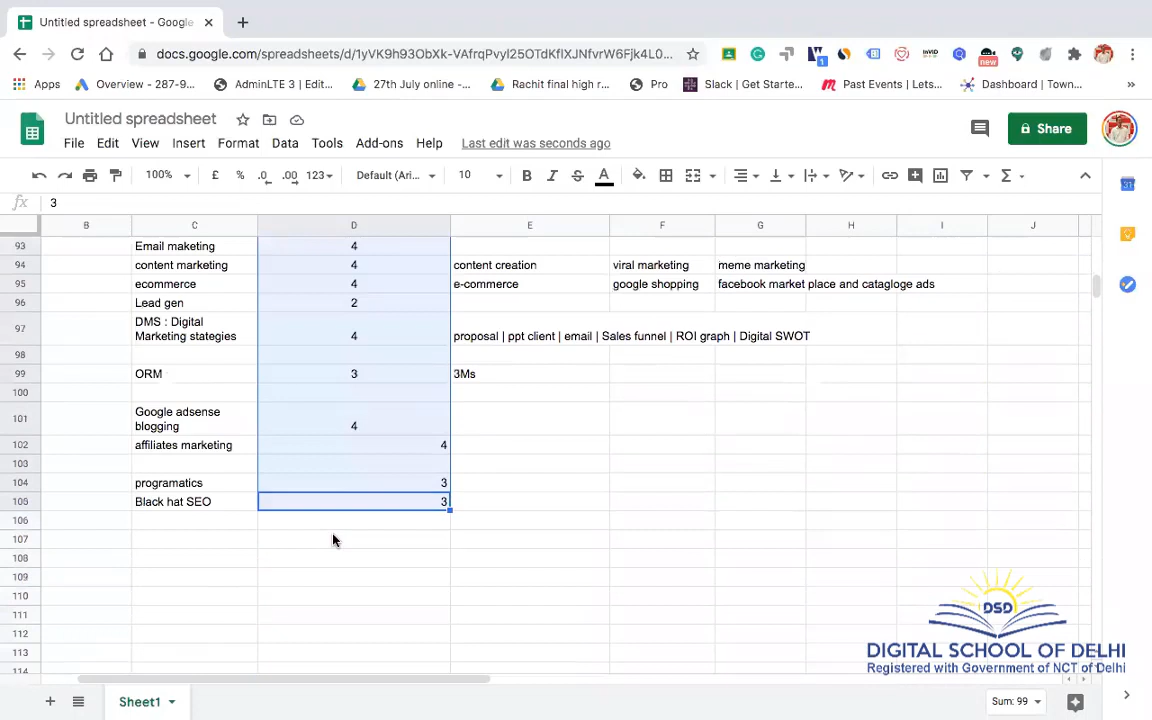 Untitled spreadsheet - Google
docs.google.com/spreadsheets/d/1yVK9h93ObXk-VAfrqPvyl25OTdKflXJNfvrW6Fjk4L0...
1
new
Apps Overview - 287-9... AdminLTE 3 | Edit... 27th July online -... Rachit final high r... Pro Slack | Get Starte... Past Events | Lets... Dashboard | Town... »
Untitled spreadsheet
Share
File Edit View Insert Format Data Tools Add-ons Help Last edit was seconds ago
100% £ % .0 .00 123 Default (Ari... 10 B I S A
31
fx 3
B C D E F G H I J
93 Email maketing 4
94 content marketing 4 content creation viral marketing meme marketing
95 ecommerce 4 e-commerce google shopping facebook market place and catagloge ads
96 Lead gen 2
DMS : Digital
97 Marketing stategies 4 proposal | ppt client | email | Sales funnel | ROI graph | Digital SWOT
98
99 ORM 3 3Ms
100
Google adsense
101 blogging 4
102 affiliates marketing 4
103
104 programatics 3
105 Black hat SEO 3
106
107
108
109
110
111
112
113
114
DSD
DIGITAL SCHOOL OF DELHI
Registered with Government of NCT of Delhi
Sheet1 Sum: 99